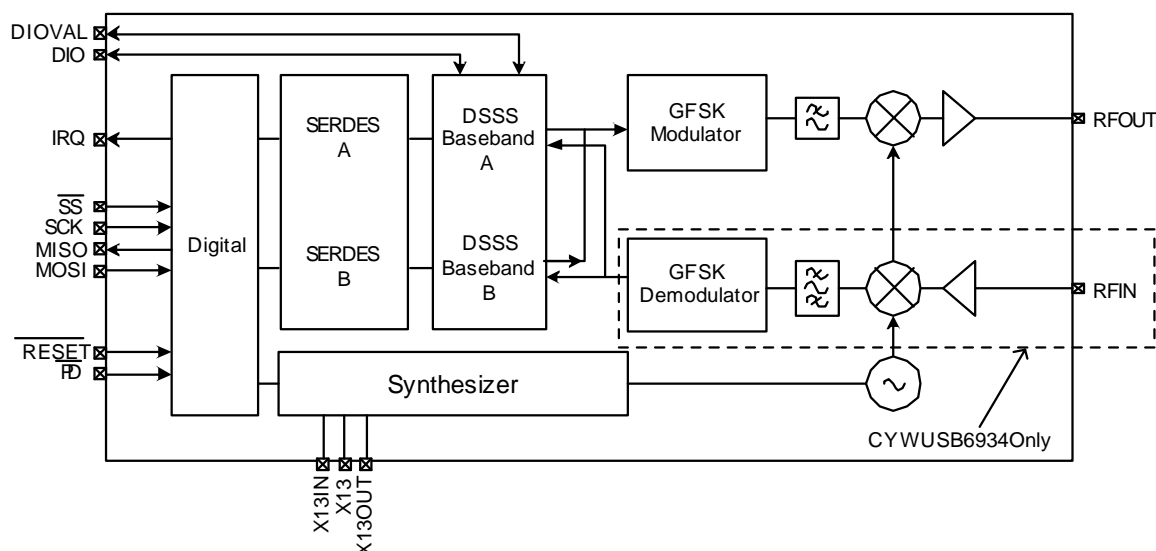 DIOVAL
DIO
IRQ
SS
SCK
MISO
MOSI
RESET
PD
Digital
SERDES
A
SERDES
B
DSSS
Baseband
A
DSSS
Baseband
B
GFSK
Modulator
GFSK
Demodulator
RFOUT
RFIN
Synthesizer
CYWUSB6934Only
X13IN
X13
X13OUT